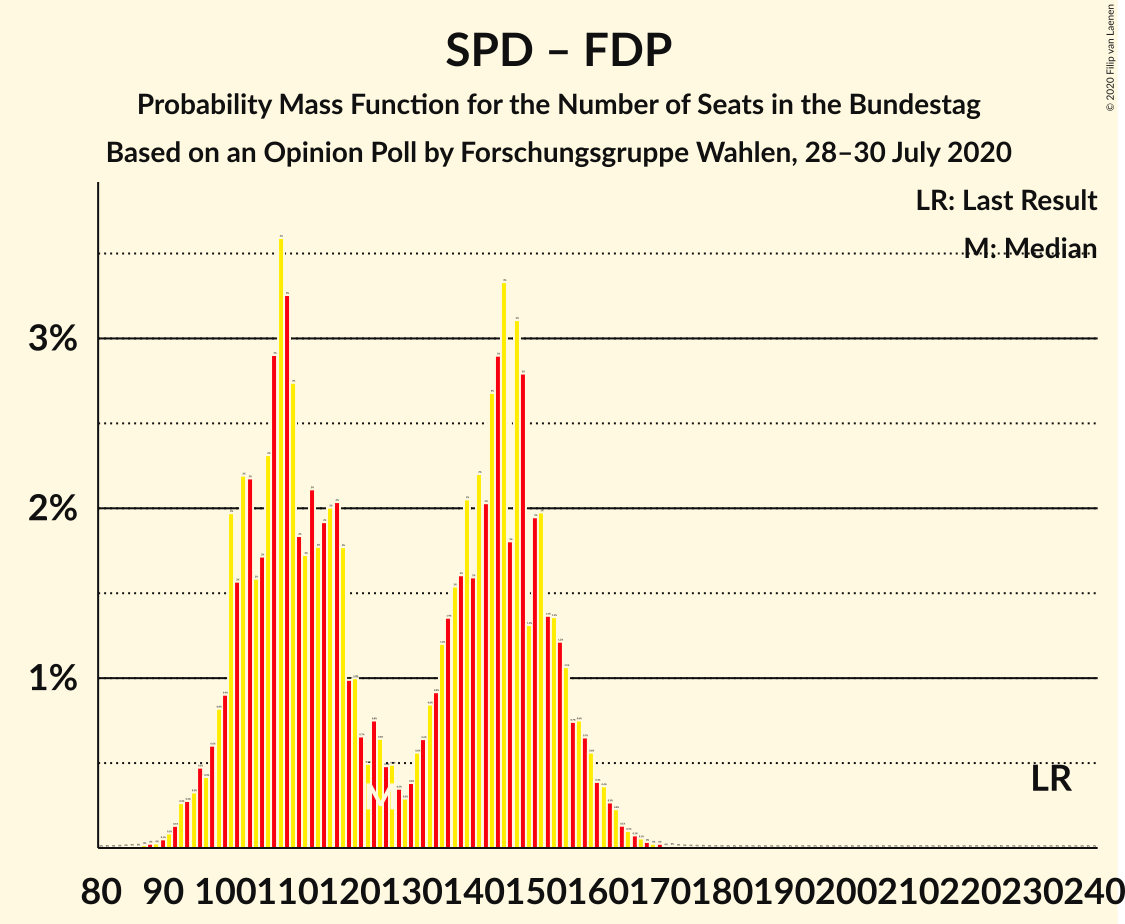 SPD – FDP
Probability Mass Function for the Number of Seats in the Bundestag
Based on an Opinion Poll by Forschungsgruppe Wahlen, 28–30 July 2020
© 2020 Filip van Laenen
LR: Last Result
M: Median
3%
2%
1%
M
LR
80 90 100 110 120 130 140 150 160 170 180 190 200 210 220 230 240